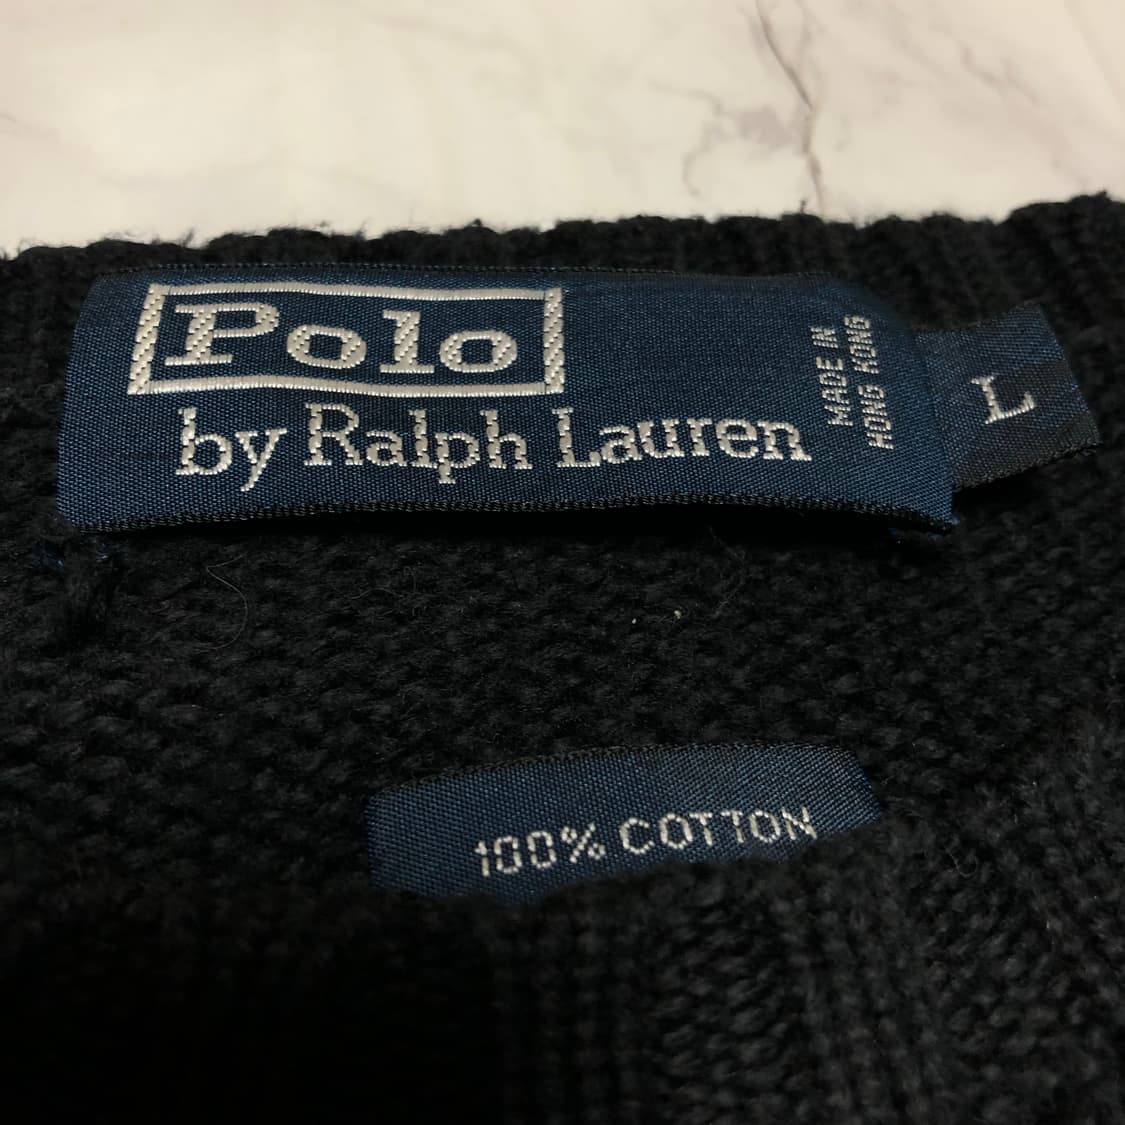 Polo
by Ralph Lauren
MADE IN
HONG KONG
L
100% COTTON